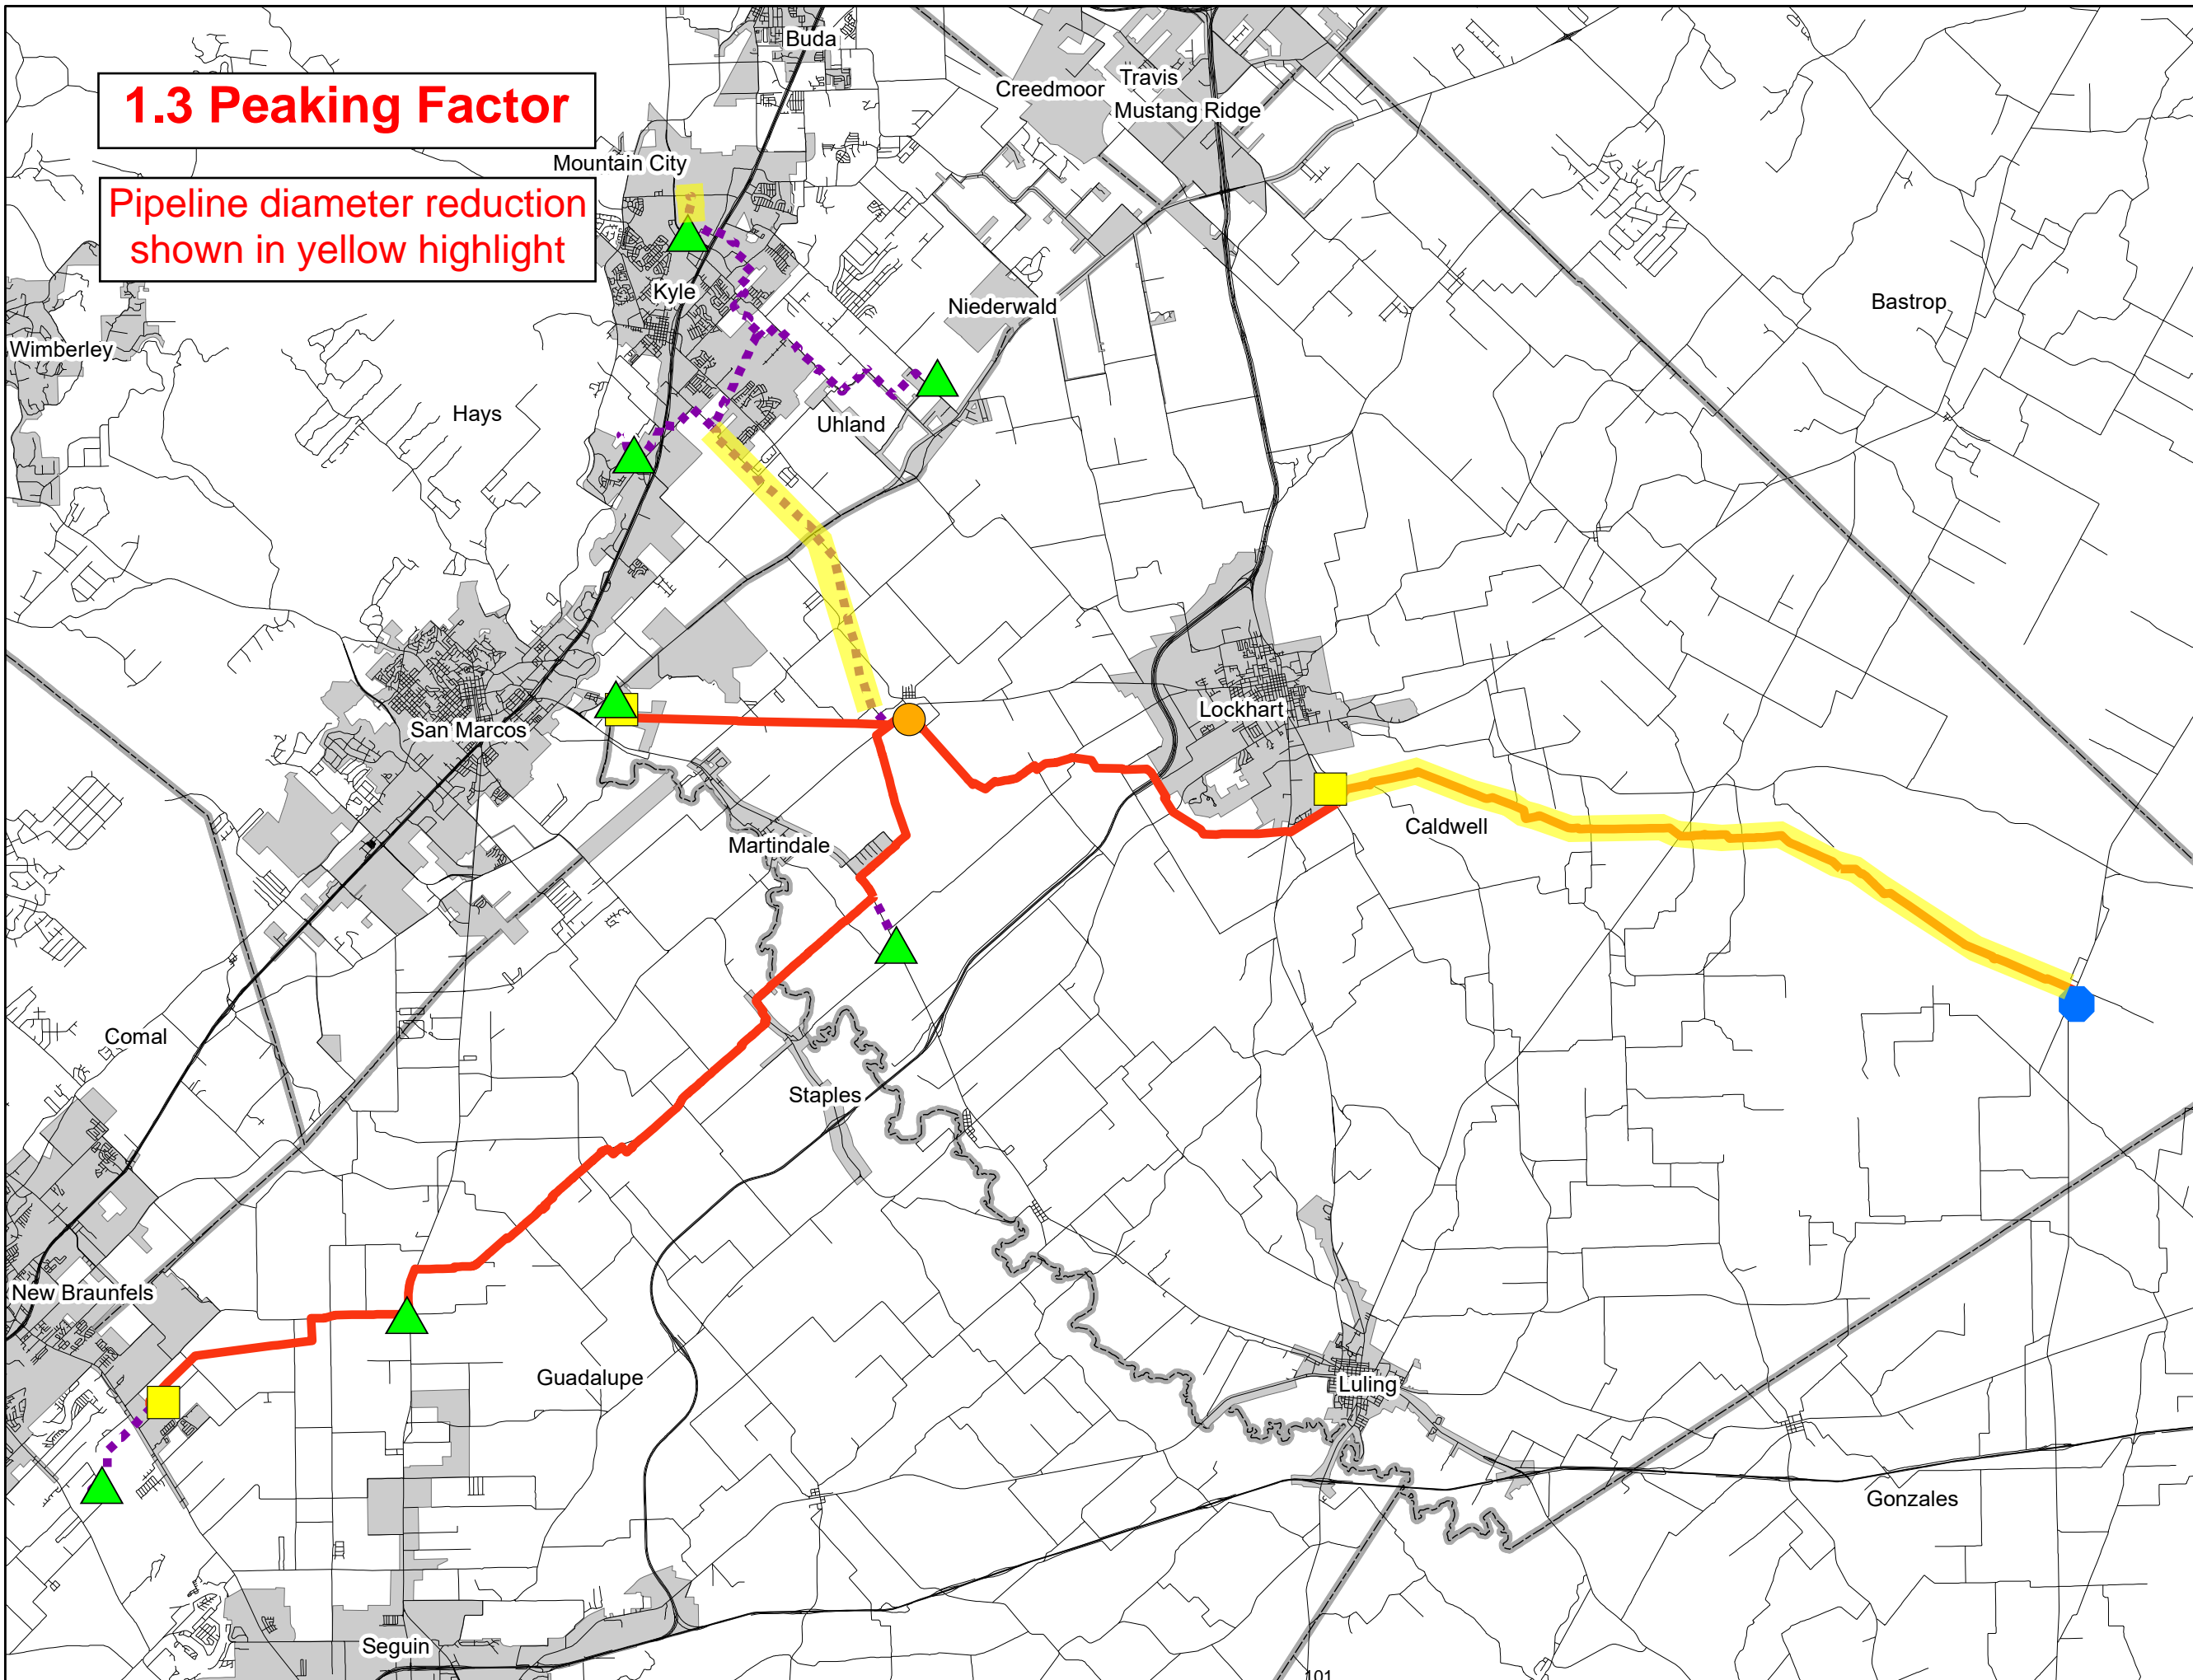 Buda
1.3 Peaking Factor
Travis
Creedmoor
Mustang Ridge
Mountain City
Pipeline diameter reduction
shown in yellow highlight
Kyle
Niederwald
Bastrop
Wimberley
Hays
Uhland
Lockhart
San Marcos
Caldwell
Martindale
Comal
Staples
New Braunfels
Guadalupe
Luling
Gonzales
Seguin
101